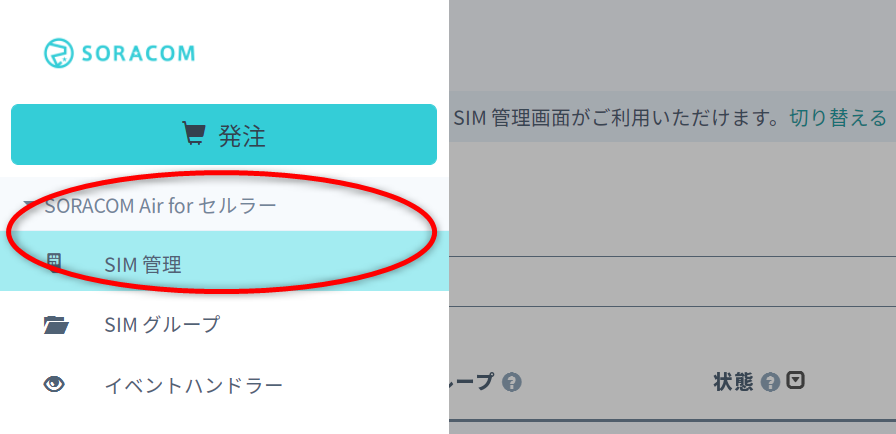 SORACOM
発注
SIM 管理画面がご利用いただけます。切り替える
SORACOM Air for セルラー
SIM 管理
SIM グループ
イベントハンドラー
ループ ?
状態 ?